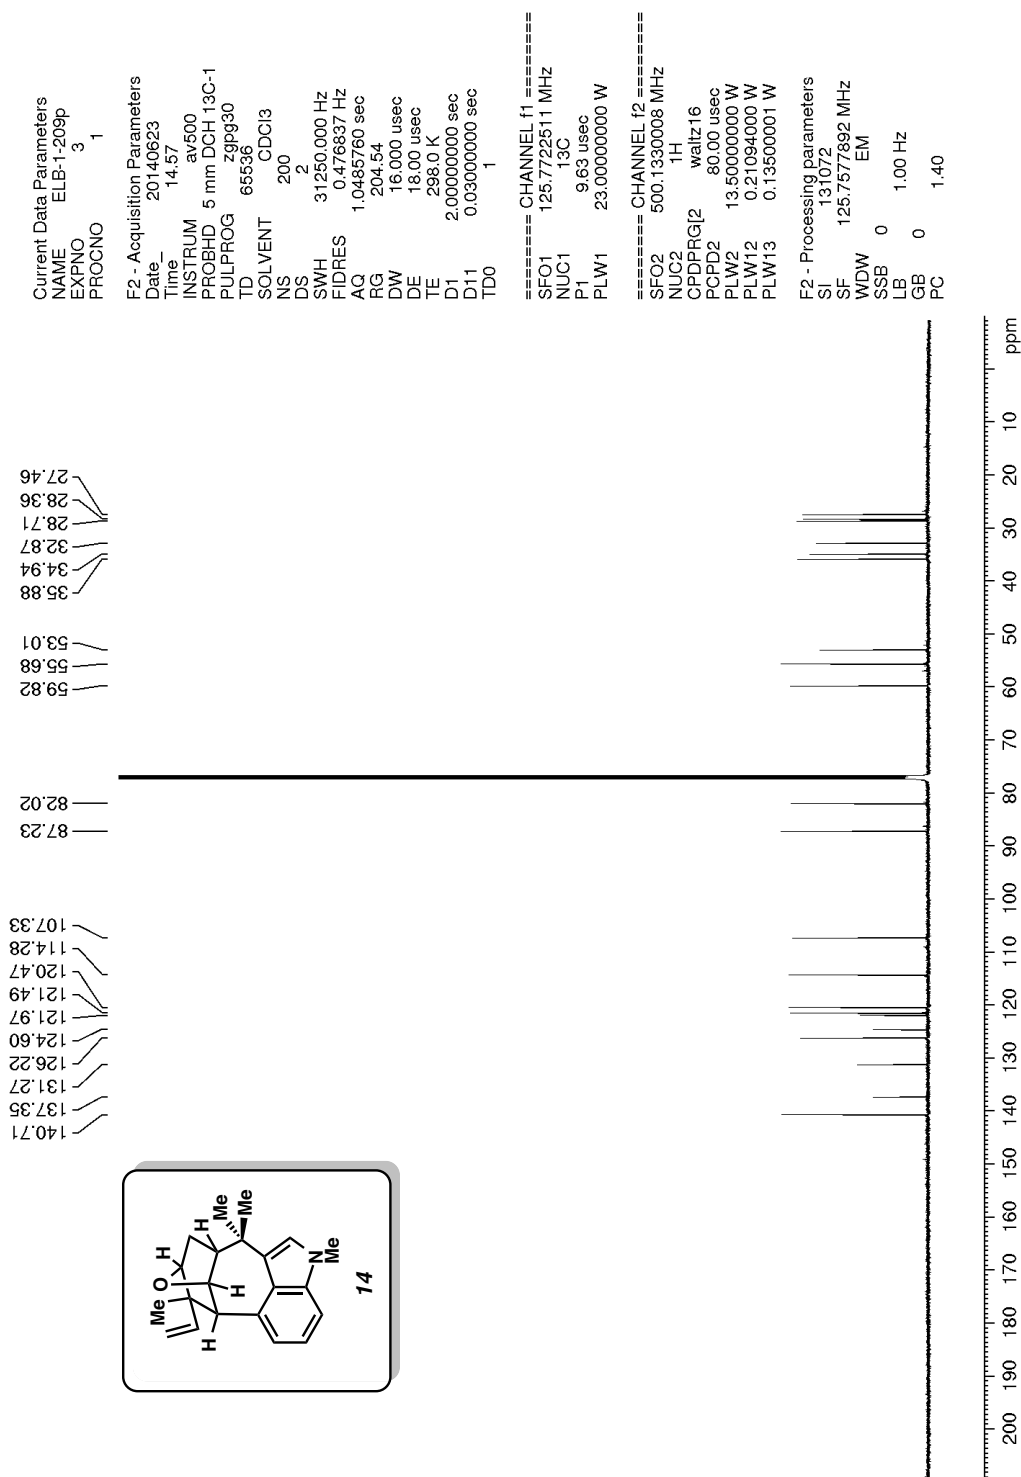 Current Data Parameters
NAME ELB-1-209p
EXPNO 3
PROCNO 1
F2 - Acquisition Parameters
Date_ 20140623
Time 14.57
INSTRUM av500
PROBHD 5 mm DCH 13C-1
PULPROG zgpg30
TD 65536
SOLVENT CDCl3
NS 200
DS 2
SWH 31250.000 Hz
FIDRES 0.476837 Hz
AQ 1.0485760 sec
RG 204.54
DW 16.000 usec
DE 18.00 usec
TE 298.0 K
D1 2.00000000 sec
D11 0.03000000 sec
TD0 1
======== CHANNEL f1 ========
SFO1 125.7722511 MHz
NUC1 13C
P1 9.63 usec
PLW1 23.00000000 W
======== CHANNEL f2 ========
SFO2 500.1330008 MHz
NUC2 1H
CPDPRG[2 waltz16
PCPD2 80.00 usec
PLW2 13.50000000 W
PLW12 0.21094000 W
PLW13 0.13500001 W
F2 - Processing parameters
SI 131072
SF 125.7577892 MHz
WDW EM
SSB 0
LB 1.00 Hz
GB 0
PC 1.40
140.71
137.35
131.27
126.22
124.60
121.97
121.49
120.47
114.28
107.33
87.23
82.02
59.82
55.68
53.01
35.88
34.94
32.87
28.71
28.36
27.46
Me
O
H
H
Me
Me
H
H
N
Me
14
200 190 180 170 160 150 140 130 120 110 100 90 80 70 60 50 40 30 20 10 ppm